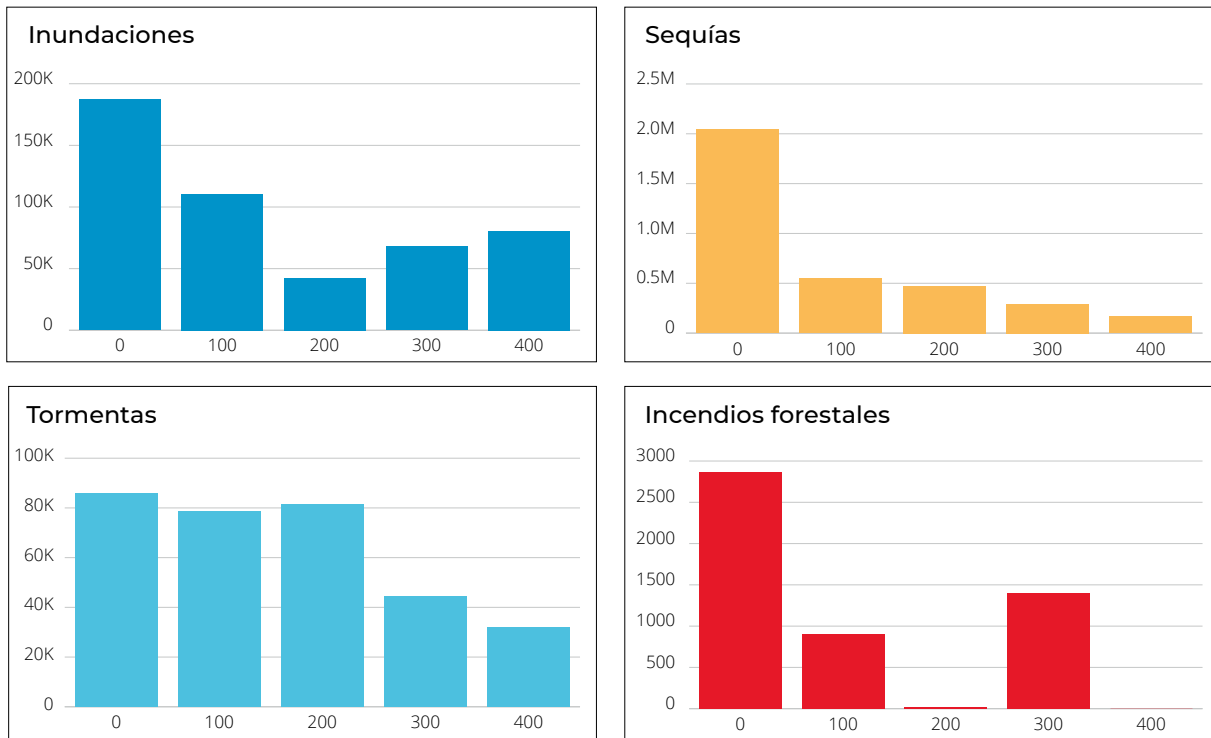 Inundaciones
200K
150K
100K
50K
0
0 100 200 300 400
Sequías
2.5M
2.0M
1.5M
1.0M
0.5M
0
0 100 200 300 400
Tormentas
100K
80K
60K
40K
20K
0
0 100 200 300 400
Incendios forestales
3000
2500
2000
1500
1000
500
0
0 100 200 300 400